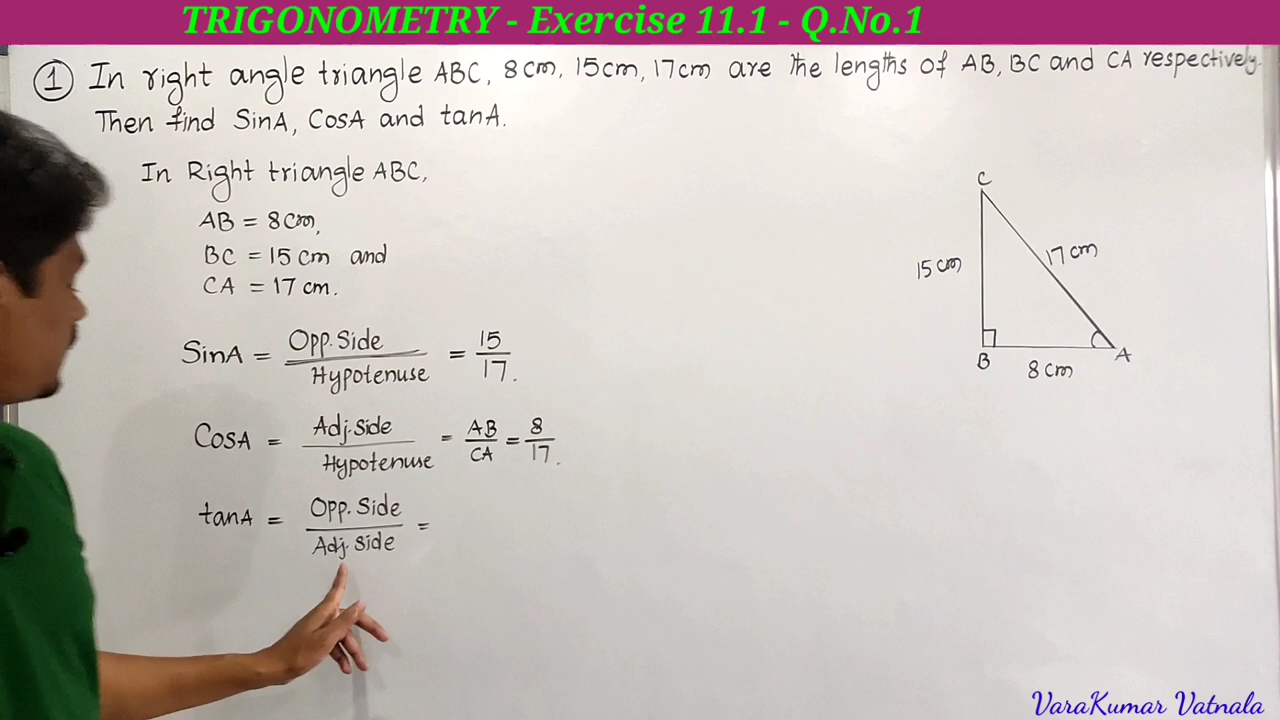 TRIGONOMETRY - Exercise 11.1 - Q.No.1
1 In right angle triangle ABC, 8cm, 15cm, 17cm are the lengths of AB, BC and CA respectively.
Then find SinA, CosA and tanA.
In Right triangle ABC,
AB = 8cm,
BC = 15 cm and
CA = 17 cm.
SinA = Opp. Side / Hypotenuse = 15 / 17.
CosA = Adj. Side / Hypotenuse = AB / CA = 8 / 17.
tanA = Opp. Side / Adj. Side =
C
15 cm
17 cm
B
A
8 cm
VaraKumar Vatnala